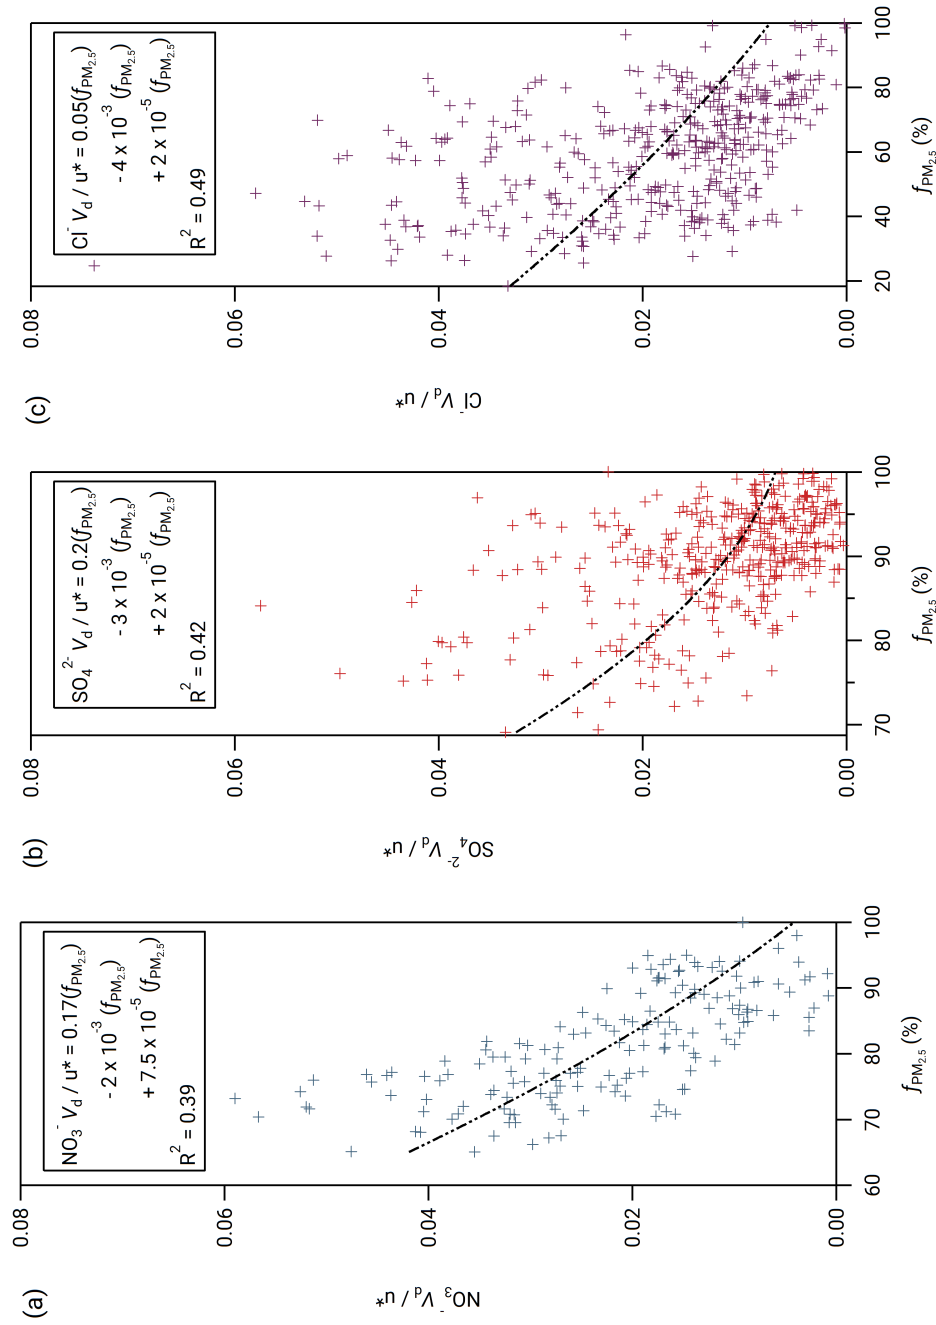 (a)
NO3- Vd / u*
0.08
0.06
0.04
0.02
0.00
NO3- Vd / u* = 0.17(fPM2.5)
- 2 x 10-3 (fPM2.5)
+ 7.5 x 10-5 (fPM2.5)
R2 = 0.39
60
70
80
90
100
fPM2.5 (%)
(b)
SO42- Vd / u*
0.08
0.06
0.04
0.02
0.00
SO42- Vd / u* = 0.2(fPM2.5)
- 3 x 10-3 (fPM2.5)
+ 2 x 10-5 (fPM2.5)
R2 = 0.42
70
80
90
100
fPM2.5 (%)
(c)
Cl- Vd / u*
0.08
0.06
0.04
0.02
0.00
Cl- Vd / u* = 0.05(fPM2.5)
- 4 x 10-3 (fPM2.5)
+ 2 x 10-5 (fPM2.5)
R2 = 0.49
20
40
60
80
100
fPM2.5 (%)